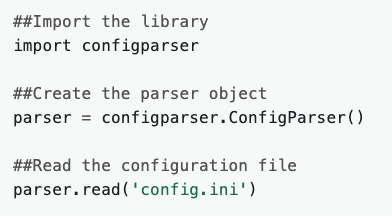 ##Import the library
import configparser
##Create the parser object
parser = configparser.ConfigParser()
##Read the configuration file
parser.read('config.ini')